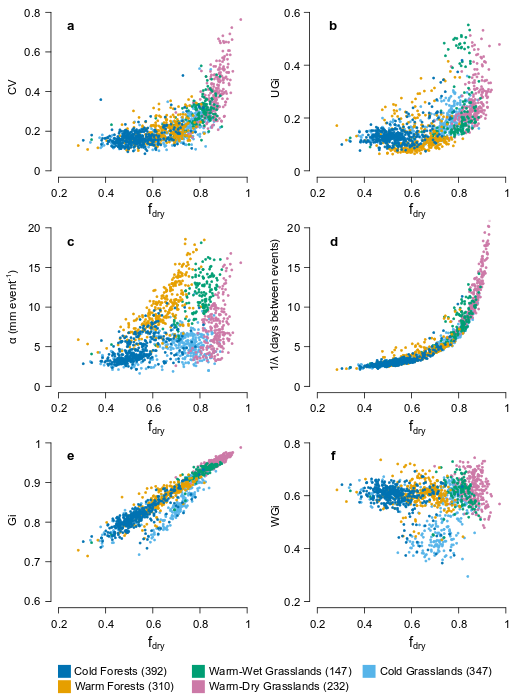 a
CV
0.8
0.6
0.4
0.2
0
0.2 0.4 0.6 0.8 1
fdry
b
UGi
0.6
0.4
0.2
0
0.2 0.4 0.6 0.8 1
fdry
c
α (mm event-1)
20
15
10
5
0
0.2 0.4 0.6 0.8 1
fdry
d
1/λ (days between events)
20
15
10
5
0
0.2 0.4 0.6 0.8 1
fdry
e
Gi
1
0.9
0.8
0.7
0.6
0.2 0.4 0.6 0.8 1
fdry
f
WGi
0.8
0.6
0.4
0.2
0.2 0.4 0.6 0.8 1
fdry
Cold Forests (392) Warm-Wet Grasslands (147) Cold Grasslands (347)
Warm Forests (310) Warm-Dry Grasslands (232)